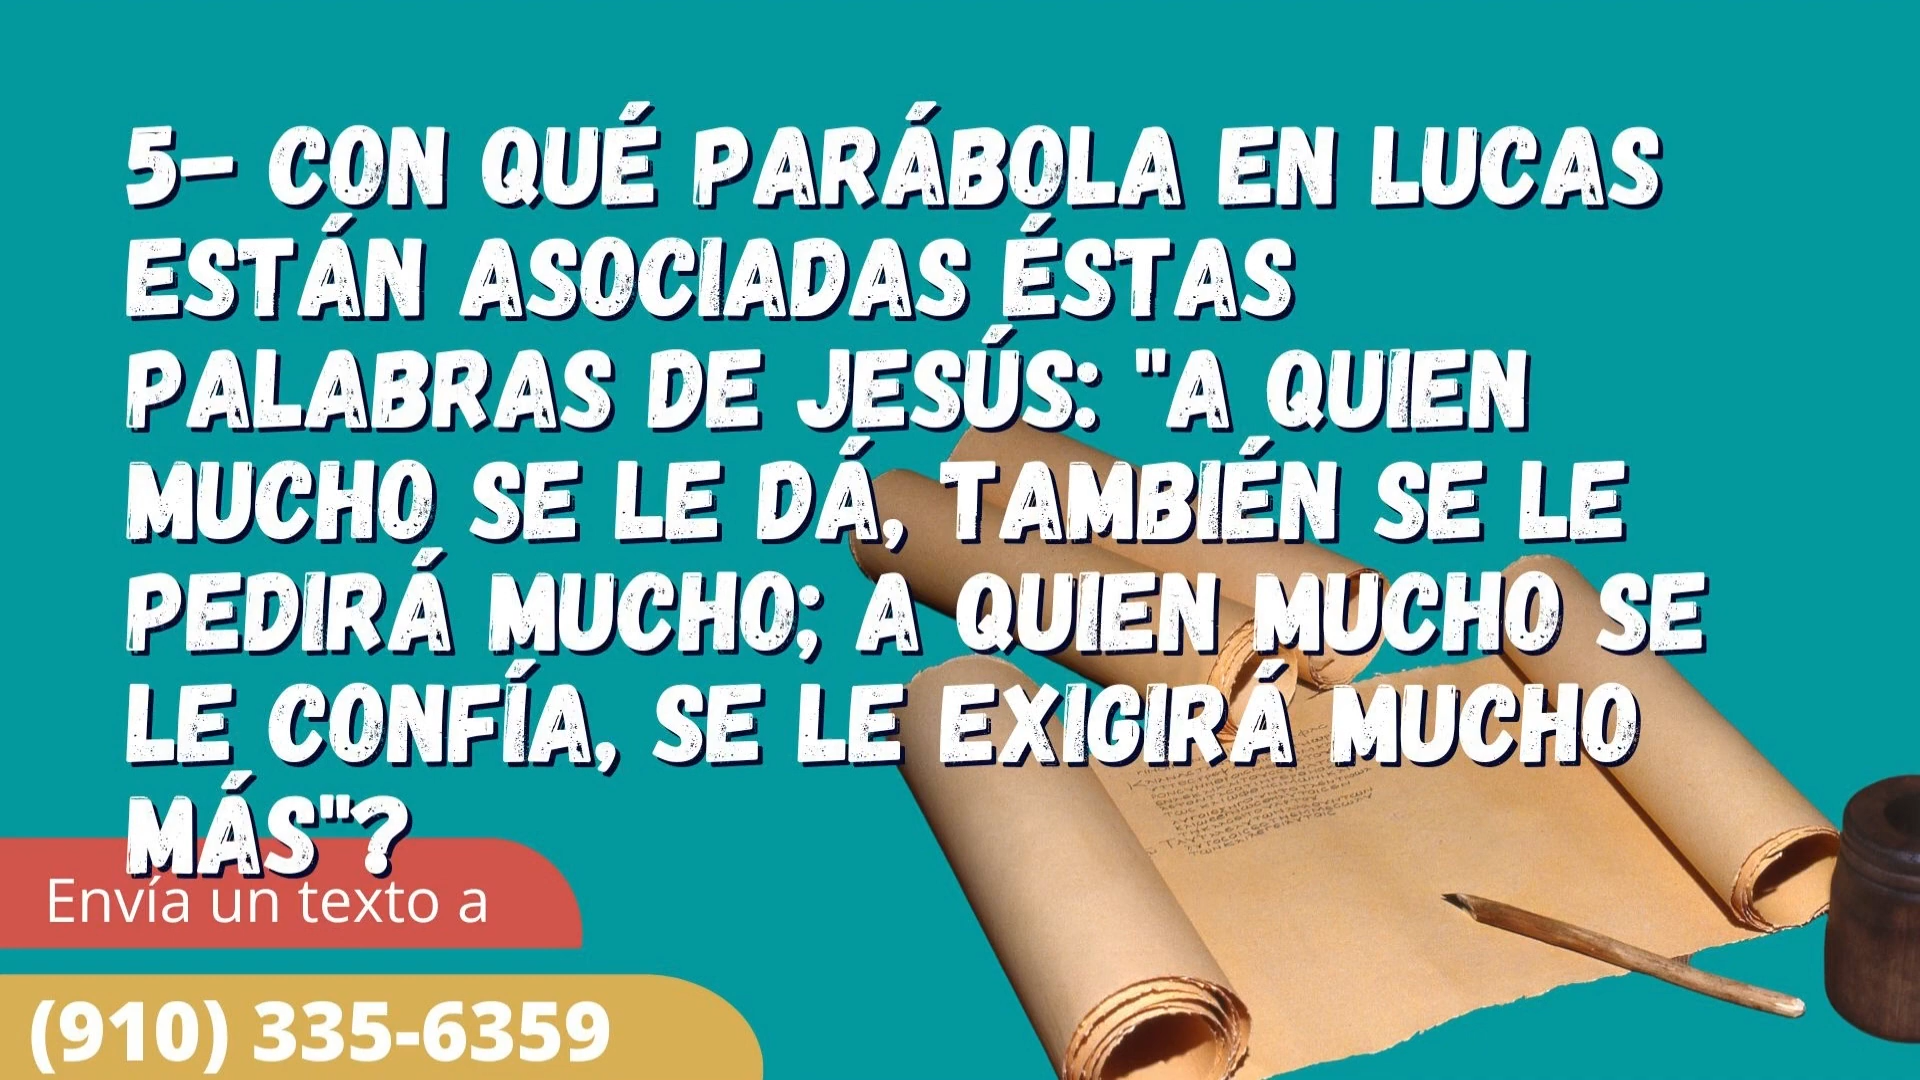 5– CON QUÉ PARÁBOLA EN LUCAS
ESTÁN ASOCIADAS ÉSTAS
PALABRAS DE JESÚS: "A QUIEN
MUCHO SE LE DÁ, TAMBIÉN SE LE
PEDIRÁ MUCHO; A QUIEN MUCHO SE
LE CONFÍA, SE LE EXIGIRÁ MUCHO
MÁS"?
Envía un texto a
(910) 335-6359